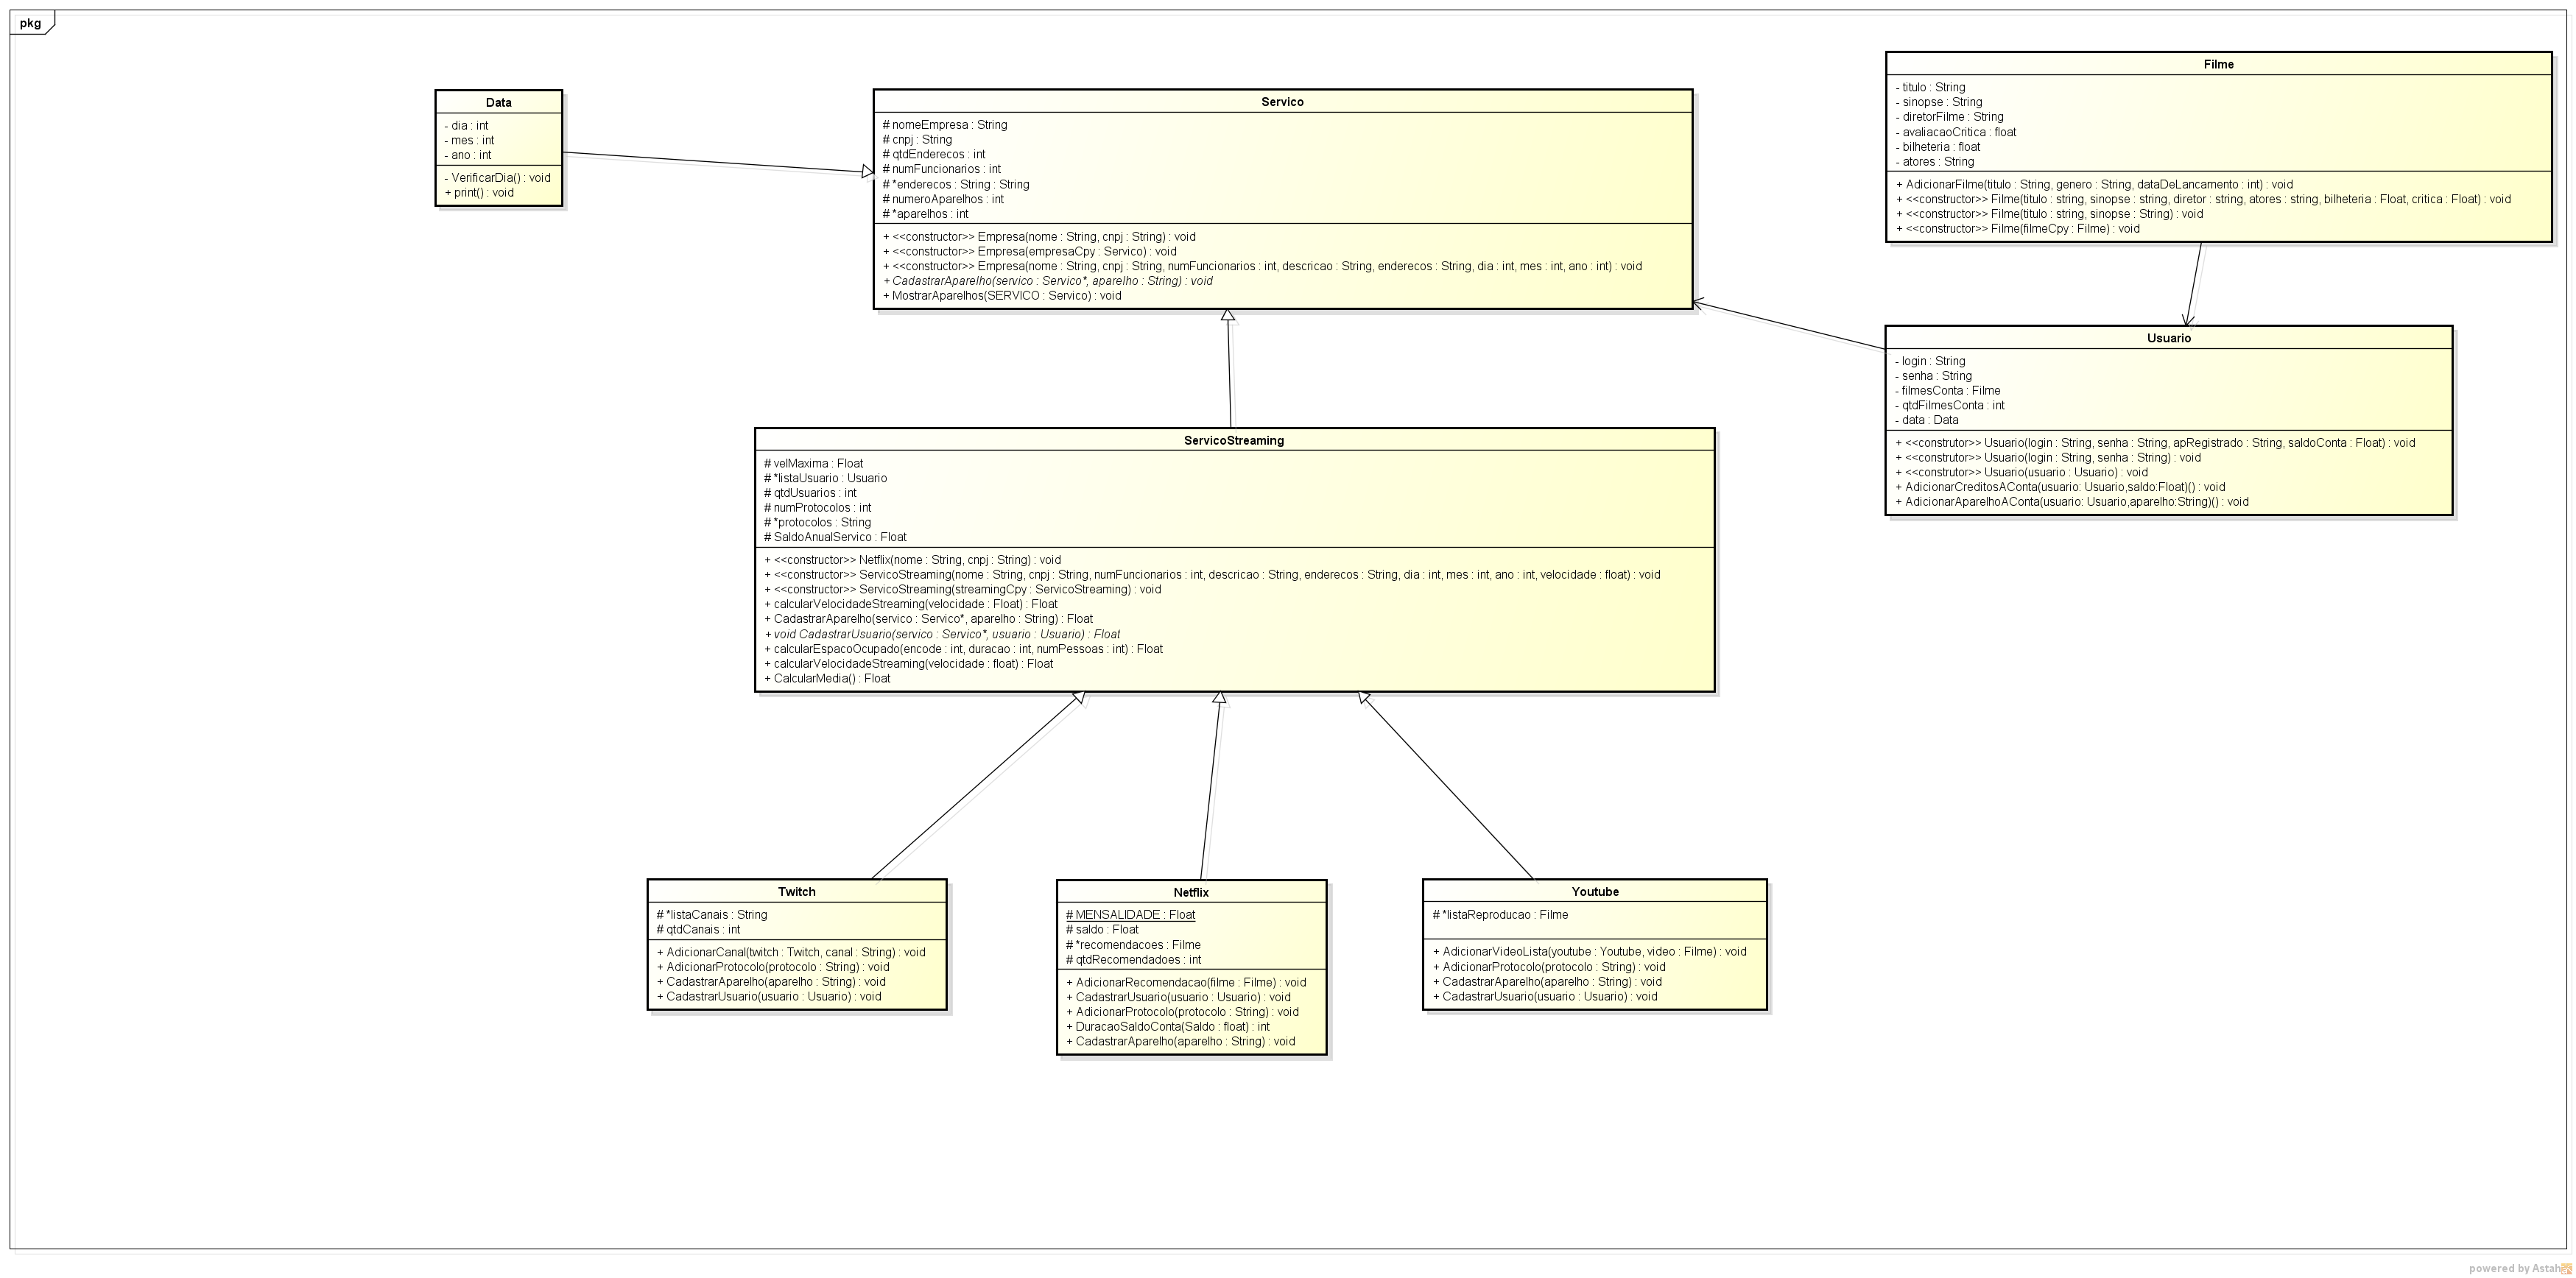 pkg
Data
- dia : int
- mes : int
- ano : int
- VerificarDia() : void
+ print() : void
Servico
# nomeEmpresa : String
# cnpj : String
# qtdEnderecos : int
# numFuncionarios : int
# *enderecos : String : String
# numeroAparelhos : int
# *aparelhos : int
+ <<constructor>> Empresa(nome : String, cnpj : String) : void
+ <<constructor>> Empresa(empresaCpy : Servico) : void
+ <<constructor>> Empresa(nome : String, cnpj : String, numFuncionarios : int, descricao : String, enderecos : String, dia : int, mes : int, ano : int) : void
+ CadastrarAparelho(servico : Servico*, aparelho : String) : void
+ MostrarAparelhos(SERVICO : Servico) : void
Filme
- titulo : String
- sinopse : String
- diretorFilme : String
- avaliacaoCritica : float
- bilheteria : float
- atores : String
+ AdicionarFilme(titulo : String, genero : String, dataDeLancamento : int) : void
+ <<constructor>> Filme(titulo : string, sinopse : string, diretor : string, atores : string, bilheteria : Float, critica : Float) : void
+ <<constructor>> Filme(titulo : string, sinopse : String) : void
+ <<constructor>> Filme(filmeCpy : Filme) : void
Usuario
- login : String
- senha : String
- filmesConta : Filme
- qtdFilmesConta : int
- data : Data
+ <<construtor>> Usuario(login : String, senha : String, apRegistrado : String, saldoConta : Float) : void
+ <<construtor>> Usuario(login : String, senha : String) : void
+ <<construtor>> Usuario(usuario : Usuario) : void
+ AdicionarCreditosAConta(usuario: Usuario,saldo:Float)() : void
+ AdicionarAparelhoAConta(usuario: Usuario,aparelho:String)() : void
ServicoStreaming
# velMaxima : Float
# *listaUsuario : Usuario
# qtdUsuarios : int
# numProtocolos : int
# *protocolos : String
# SaldoAnualServico : Float
+ <<constructor>> Netflix(nome : String, cnpj : String) : void
+ <<constructor>> ServicoStreaming(nome : String, cnpj : String, numFuncionarios : int, descricao : String, enderecos : String, dia : int, mes : int, ano : int, velocidade : float) : void
+ <<constructor>> ServicoStreaming(streamingCpy : ServicoStreaming) : void
+ calcularVelocidadeStreaming(velocidade : Float) : Float
+ CadastrarAparelho(servico : Servico*, aparelho : String) : Float
+ void CadastrarUsuario(servico : Servico*, usuario : Usuario) : Float
+ calcularEspacoOcupado(encode : int, duracao : int, numPessoas : int) : Float
+ calcularVelocidadeStreaming(velocidade : float) : Float
+ CalcularMedia() : Float
Twitch
# *listaCanais : String
# qtdCanais : int
+ AdicionarCanal(twitch : Twitch, canal : String) : void
+ AdicionarProtocolo(protocolo : String) : void
+ CadastrarAparelho(aparelho : String) : void
+ CadastrarUsuario(usuario : Usuario) : void
Netflix
# MENSALIDADE : Float
# saldo : Float
# *recomendacoes : Filme
# qtdRecomendadoes : int
+ AdicionarRecomendacao(filme : Filme) : void
+ CadastrarUsuario(usuario : Usuario) : void
+ AdicionarProtocolo(protocolo : String) : void
+ DuracaoSaldoConta(Saldo : float) : int
+ CadastrarAparelho(aparelho : String) : void
Youtube
# *listaReproducao : Filme
+ AdicionarVideoLista(youtube : Youtube, video : Filme) : void
+ AdicionarProtocolo(protocolo : String) : void
+ CadastrarAparelho(aparelho : String) : void
+ CadastrarUsuario(usuario : Usuario) : void
powered by Astah